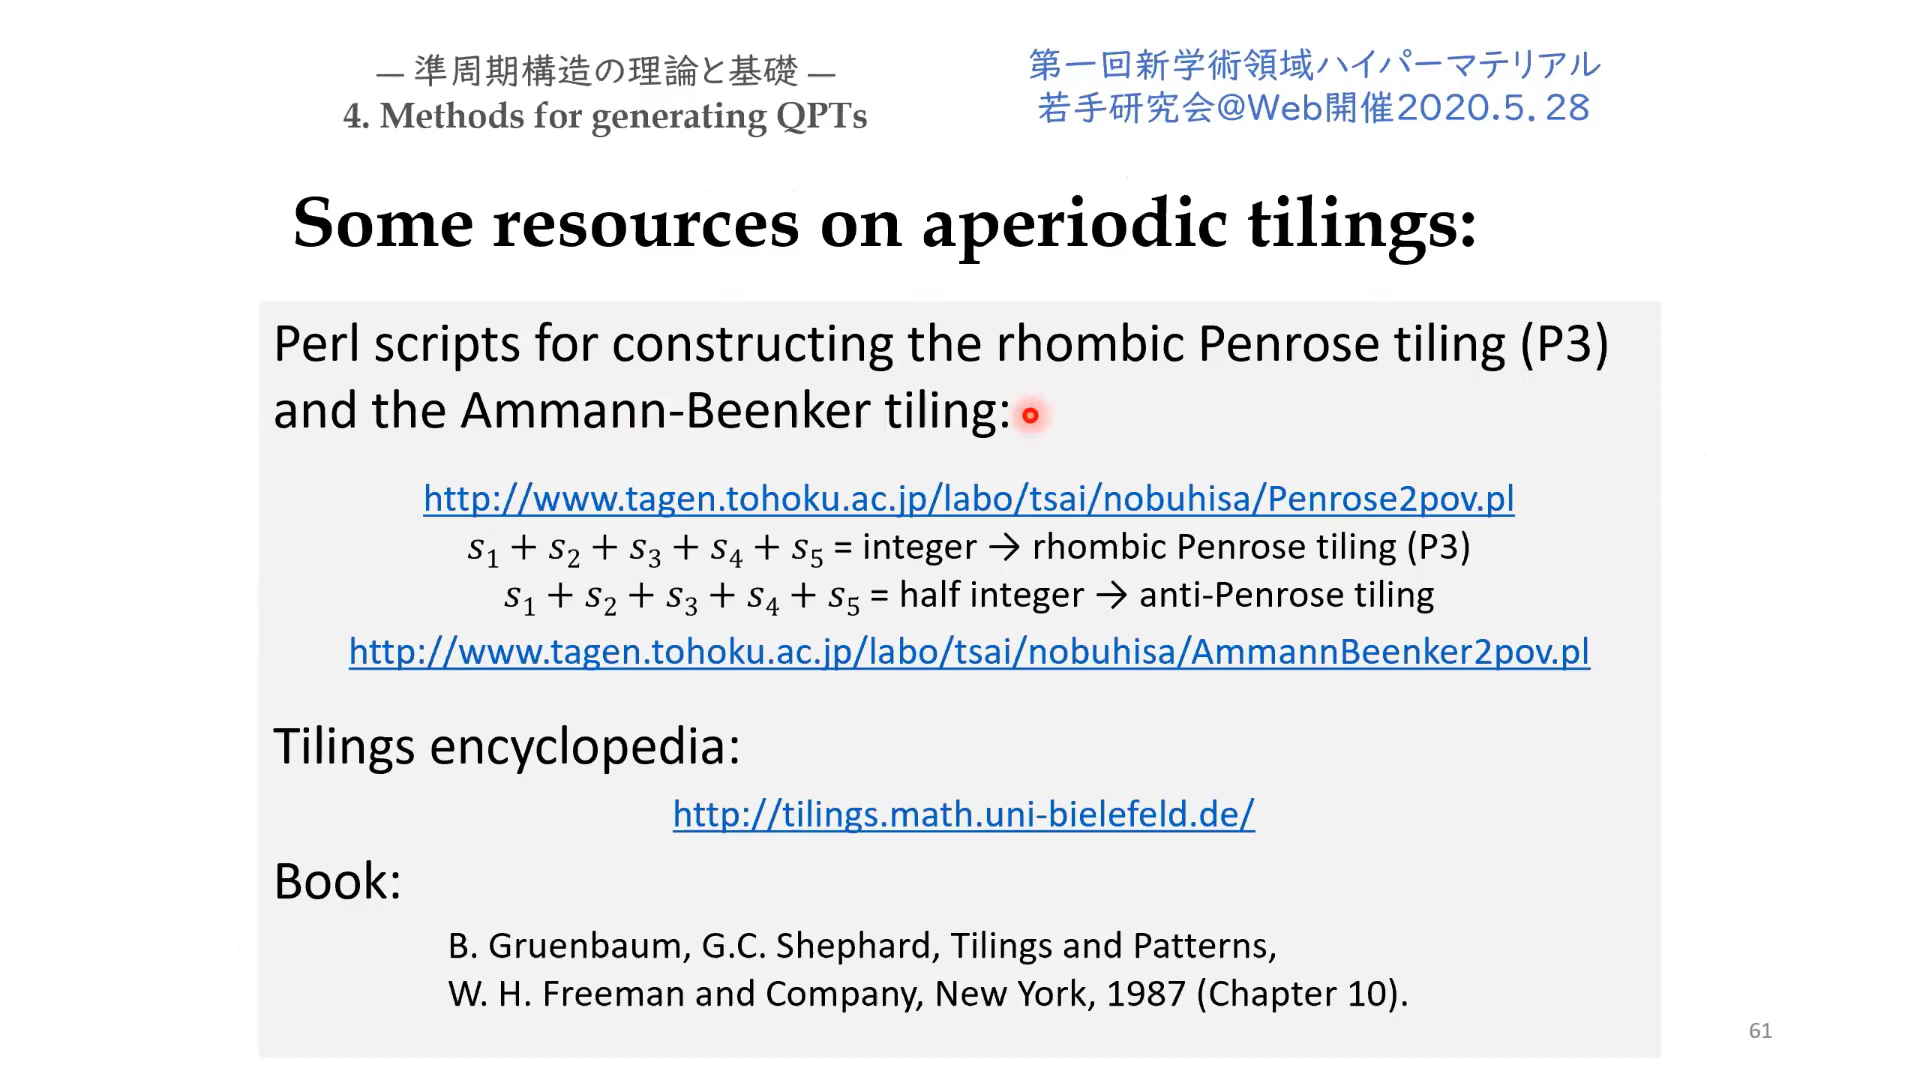 — 準周期構造の理論と基礎 —
4. Methods for generating QPTs
第一回新学術領域ハイパーマテリアル
若手研究会@Web開催2020.5.28
Some resources on aperiodic tilings:
Perl scripts for constructing the rhombic Penrose tiling (P3)
and the Ammann-Beenker tiling:
http://www.tagen.tohoku.ac.jp/labo/tsai/nobuhisa/Penrose2pov.pl
s₁ + s₂ + s₃ + s₄ + s₅ = integer → rhombic Penrose tiling (P3)
s₁ + s₂ + s₃ + s₄ + s₅ = half integer → anti-Penrose tiling
http://www.tagen.tohoku.ac.jp/labo/tsai/nobuhisa/AmmannBeenker2pov.pl
Tilings encyclopedia:
http://tilings.math.uni-bielefeld.de/
Book:
B. Gruenbaum, G.C. Shephard, Tilings and Patterns,
W. H. Freeman and Company, New York, 1987 (Chapter 10).
61